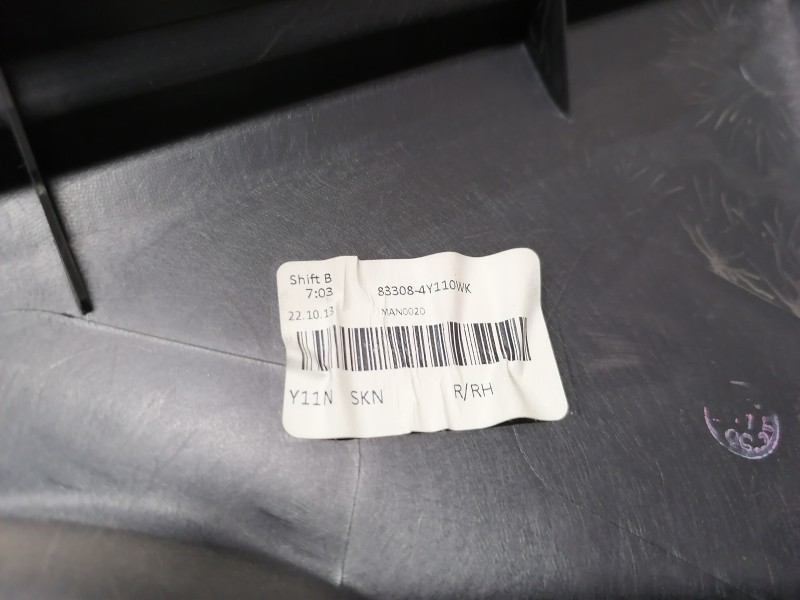 Shift B
7:03
83308-4Y110WK
22.10.13
MAN0020
Y11N SKN R/RH